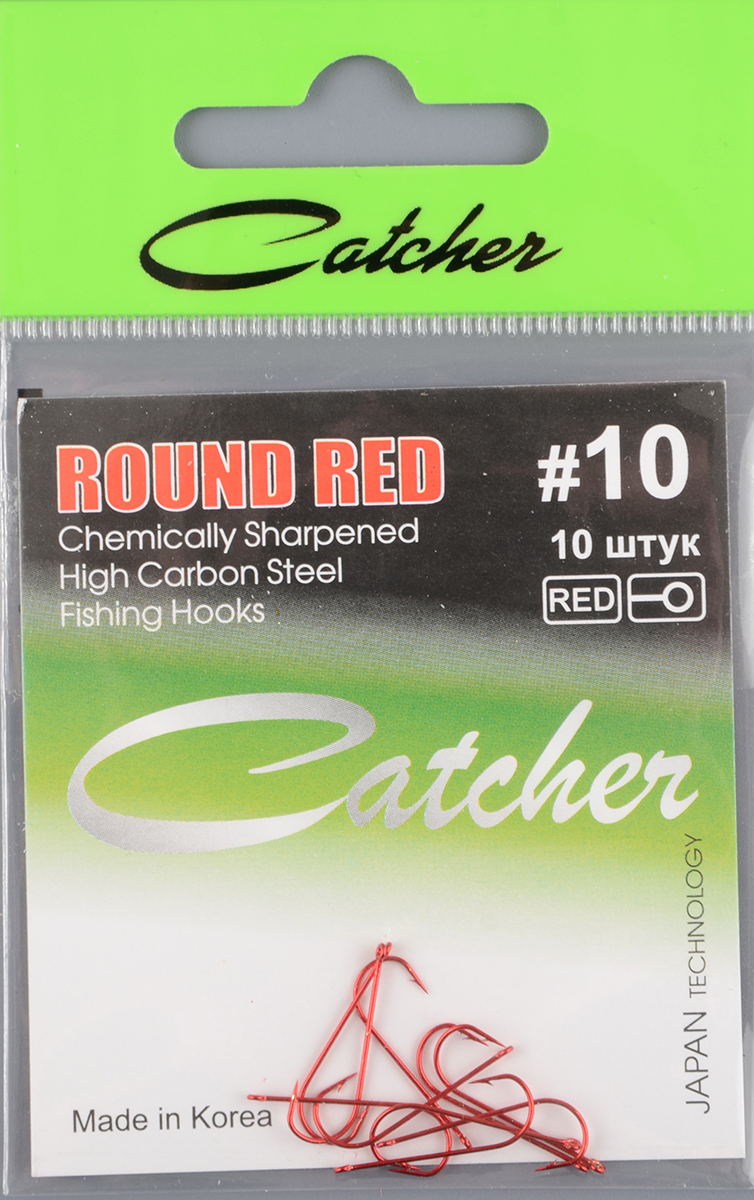 Catcher
ROUND RED
#10
Chemically Sharpened
High Carbon Steel
Fishing Hooks
10 штук
RED
Catcher
JAPAN TECHNOLOGY
Made in Korea